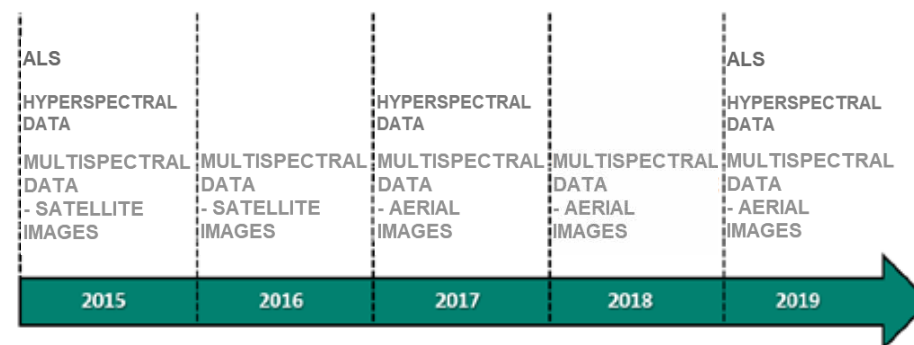 ALS
HYPERSPECTRAL
DATA
MULTISPECTRAL
DATA
- SATELLITE
IMAGES
MULTISPECTRAL
DATA
- SATELLITE
IMAGES
HYPERSPECTRAL
DATA
MULTISPECTRAL
DATA
- AERIAL
IMAGES
MULTISPECTRAL
DATA
- AERIAL
IMAGES
ALS
HYPERSPECTRAL
DATA
MULTISPECTRAL
DATA
- AERIAL
IMAGES
2015
2016
2017
2018
2019